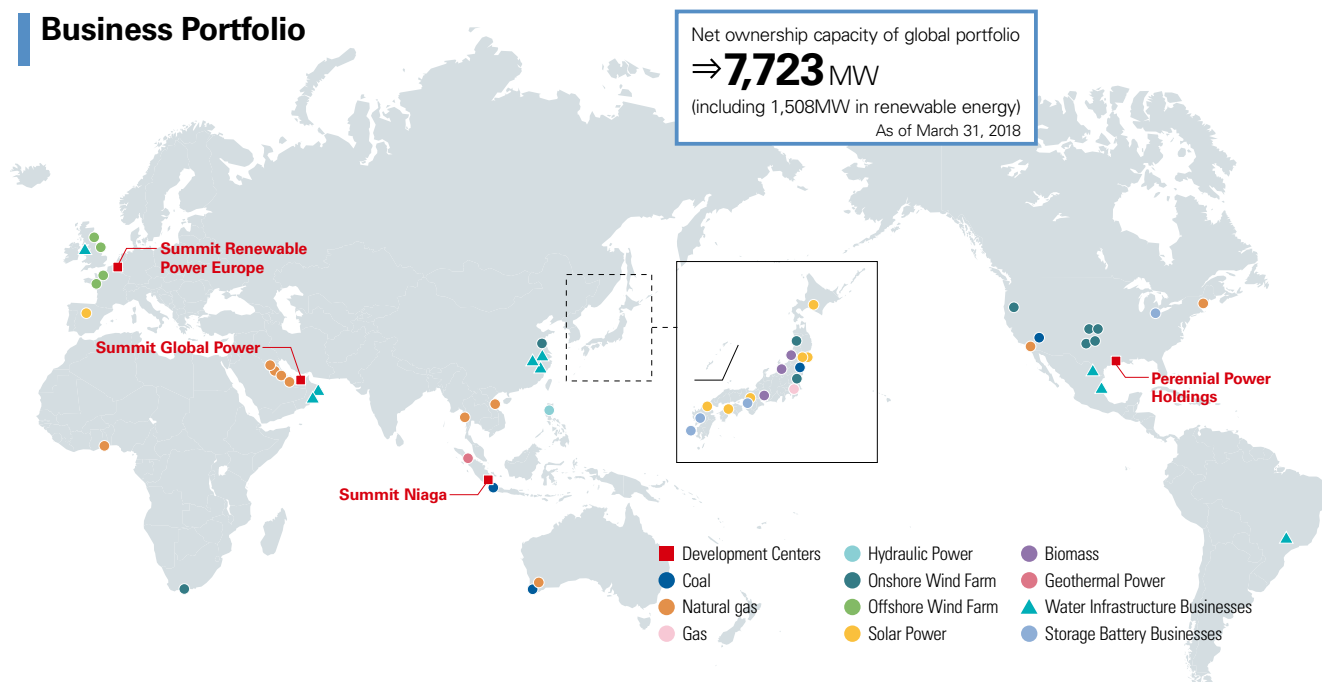 Business Portfolio
Net ownership capacity of global portfolio
⇒7,723 MW
(including 1,508MW in renewable energy)
As of March 31, 2018
Summit Renewable
Power Europe
Summit Global Power
Perennial Power
Holdings
Summit Niaga
Development Centers
Coal
Natural gas
Gas
Hydraulic Power
Onshore Wind Farm
Offshore Wind Farm
Solar Power
Biomass
Geothermal Power
Water Infrastructure Businesses
Storage Battery Businesses